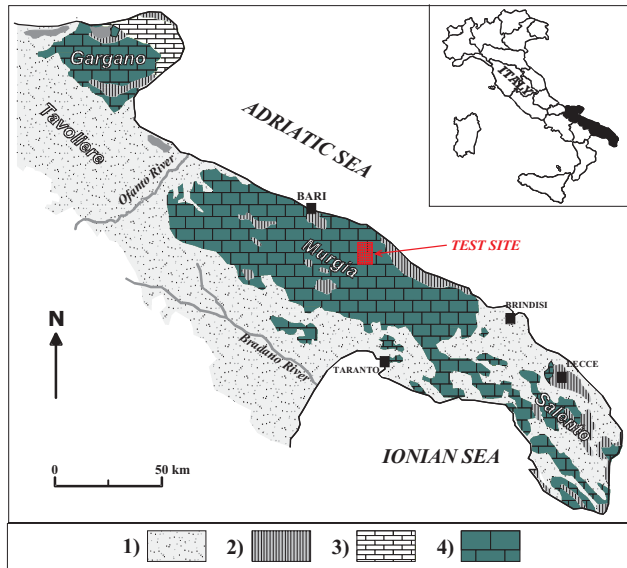 Gargano
Tavoliere
Ofanto River
ADRIATIC SEA
ITALY
BARI
Murgia
TEST SITE
BRINDISI
N
Bradano River
TARANTO
LECCE
Salento
IONIAN SEA
0 50 km
1) 2) 3) 4)